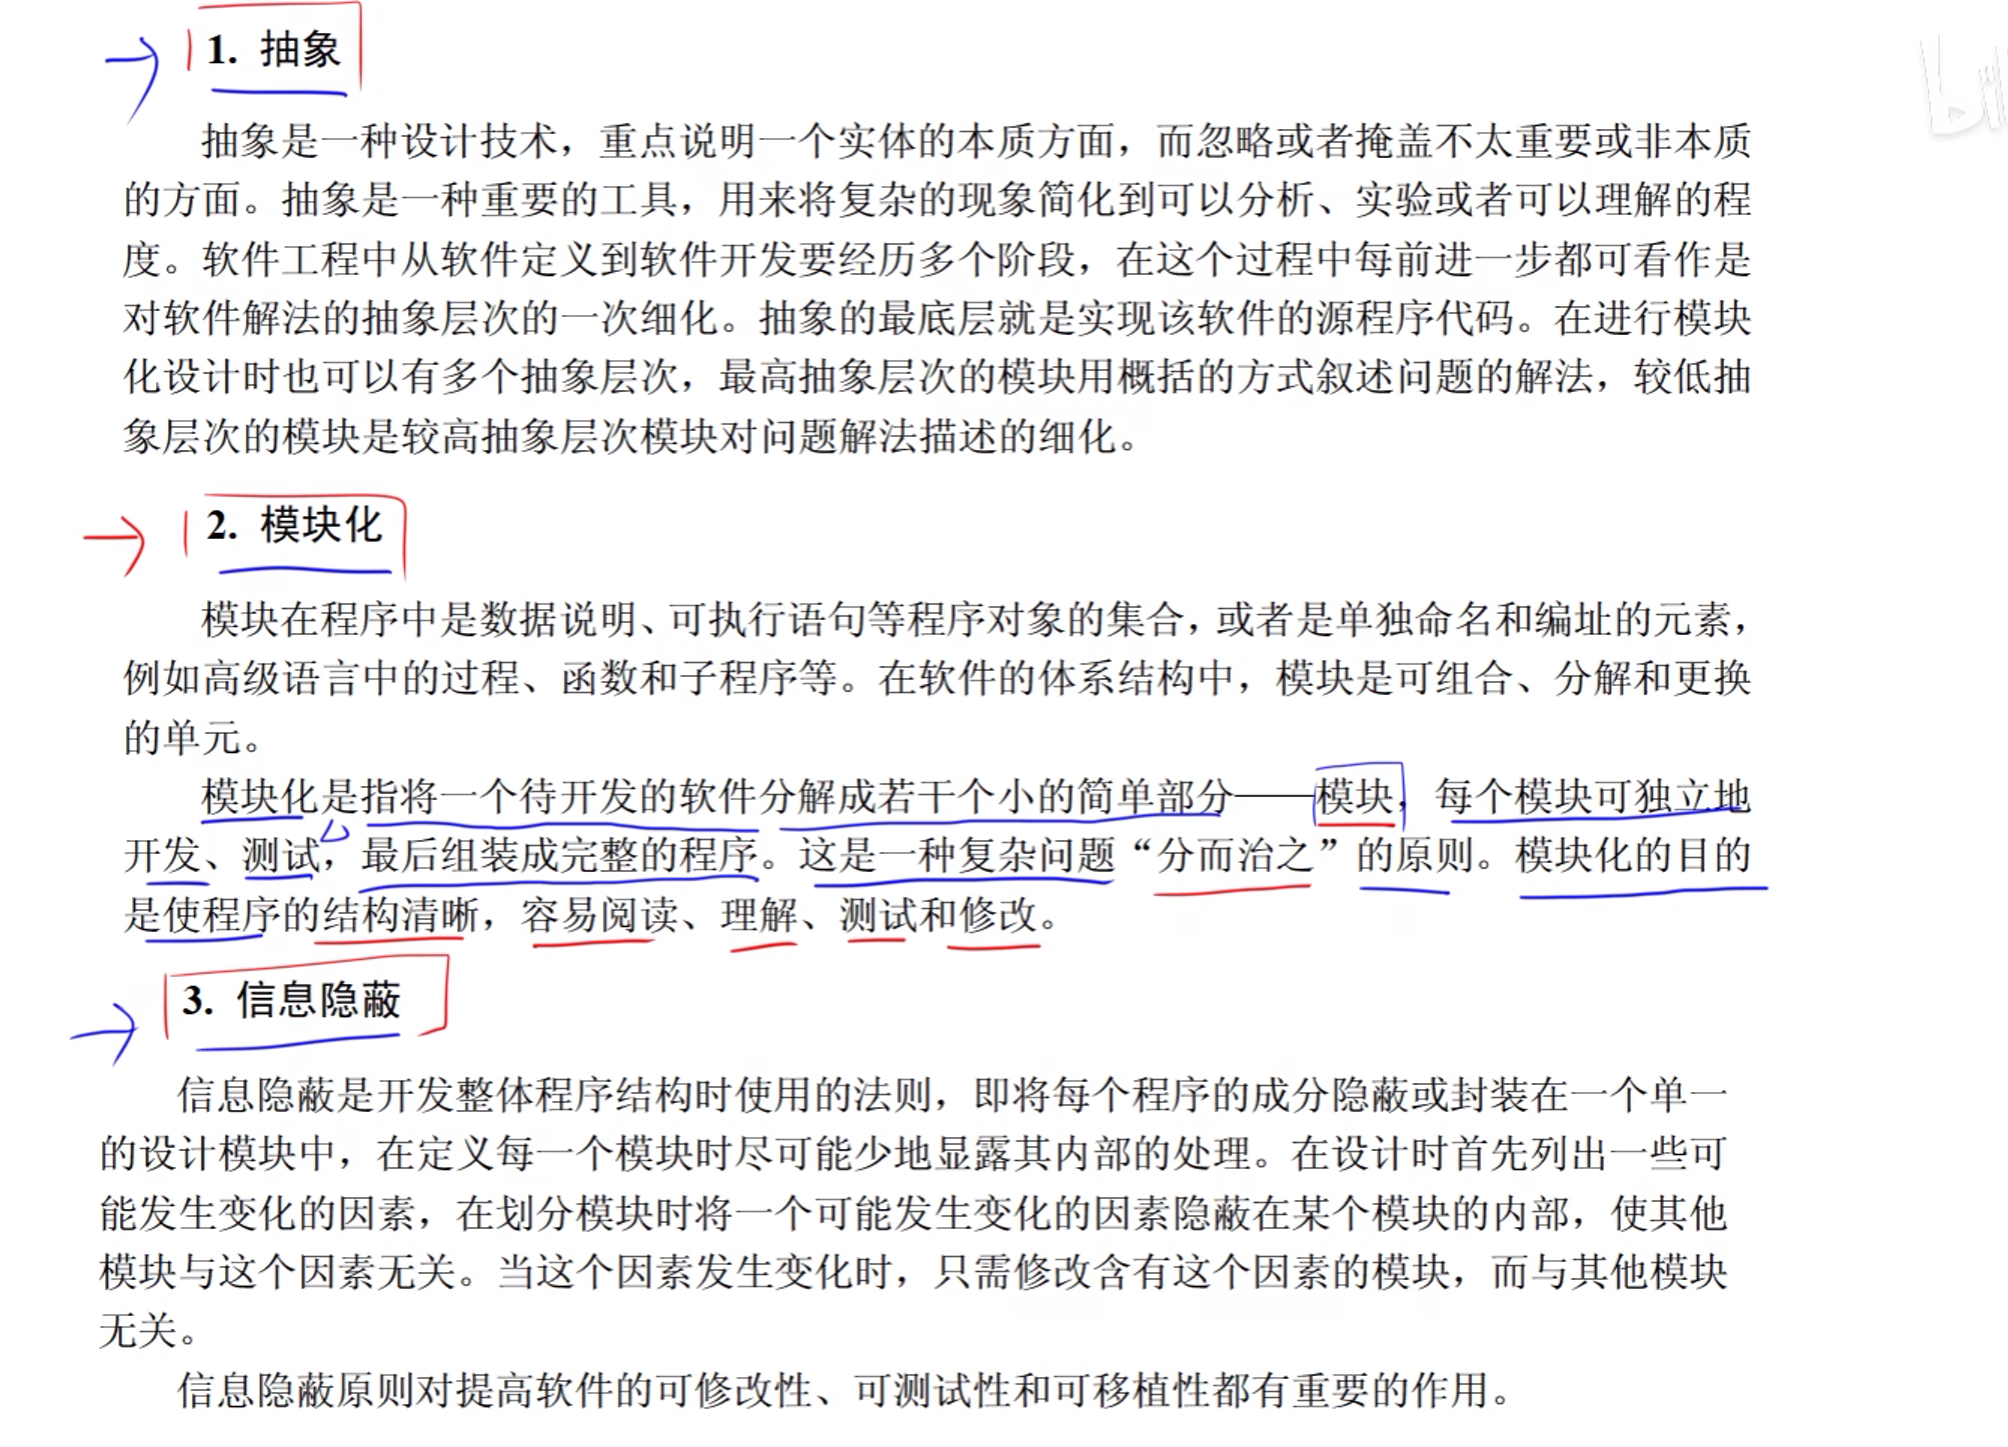 1. 抽象
抽象是一种设计技术，重点说明一个实体的本质方面，而忽略或者掩盖不太重要或非本质
的方面。抽象是一种重要的工具，用来将复杂的现象简化到可以分析、实验或者可以理解的程
度。软件工程中从软件定义到软件开发要经历多个阶段，在这个过程中每前进一步都可看作是
对软件解法的抽象层次的一次细化。抽象的最底层就是实现该软件的源程序代码。在进行模块
化设计时也可以有多个抽象层次，最高抽象层次的模块用概括的方式叙述问题的解法，较低抽
象层次的模块是较高抽象层次模块对问题解法描述的细化。
2. 模块化
模块在程序中是数据说明、可执行语句等程序对象的集合，或者是单独命名和编址的元素，
例如高级语言中的过程、函数和子程序等。在软件的体系结构中，模块是可组合、分解和更换
的单元。
模块化是指将一个待开发的软件分解成若干个小的简单部分——模块，每个模块可独立地
开发、测试，最后组装成完整的程序。这是一种复杂问题“分而治之”的原则。模块化的目的
是使程序的结构清晰，容易阅读、理解、测试和修改。
3. 信息隐蔽
信息隐蔽是开发整体程序结构时使用的法则，即将每个程序的成分隐蔽或封装在一个单一
的设计模块中，在定义每一个模块时尽可能少地显露其内部的处理。在设计时首先列出一些可
能发生变化的因素，在划分模块时将一个可能发生变化的因素隐蔽在某个模块的内部，使其他
模块与这个因素无关。当这个因素发生变化时，只需修改含有这个因素的模块，而与其他模块
无关。
信息隐蔽原则对提高软件的可修改性、可测试性和可移植性都有重要的作用。